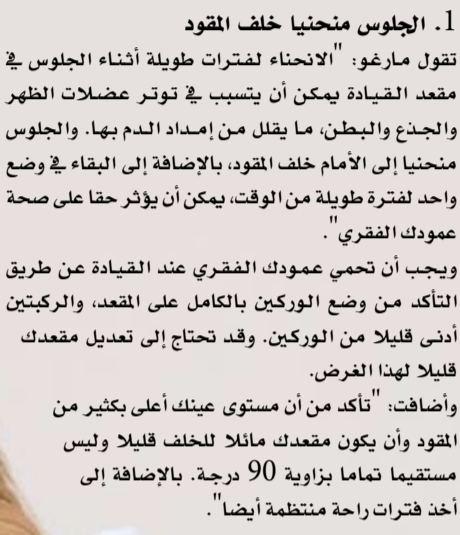 1. الجلوس منحنيا خلف المقود
تقول مارغو: "الانحناء لفترات طويلة أثناء الجلوس في
مقعد القيادة يمكن أن يتسبب في توتر عضلات الظهر
والجذع والبطن، ما يقلل من إمداد الدم بها. والجلوس
منحنيا إلى الأمام خلف المقود، بالإضافة إلى البقاء في وضع
واحد لفترة طويلة من الوقت، يمكن أن يؤثر حقا على صحة
عمودك الفقري".
ويجب أن تحمي عمودك الفقري عند القيادة عن طريق
التأكد من وضع الوركين بالكامل على المقعد، والركبتين
أدنى قليلا من الوركين. وقد تحتاج إلى تعديل مقعدك
قليلا لهذا الغرض.
وأضافت: "تأكد من أن مستوى عينك أعلى بكثير من
المقود وأن يكون مقعدك مائلا للخلف قليلا وليس
مستقيما تماما بزاوية 90 درجة. بالإضافة إلى
أخذ فترات راحة منتظمة أيضا".